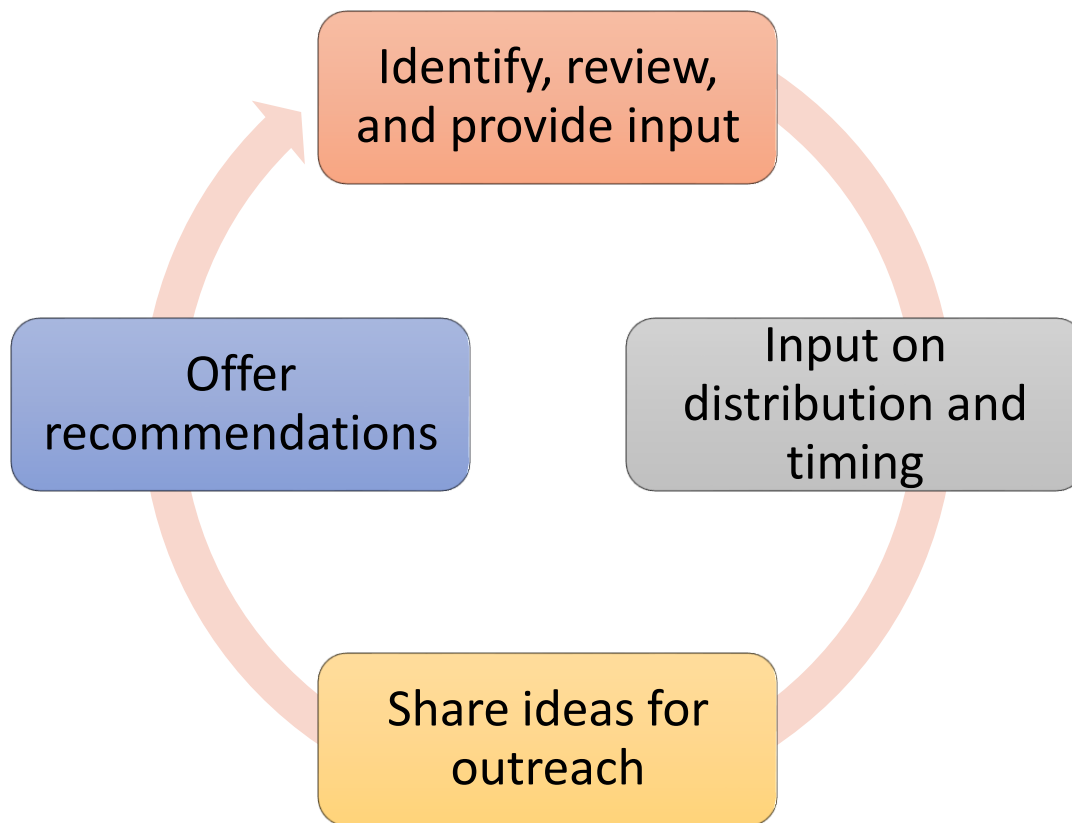 Identify, review,
and provide input
Input on
distribution and
timing
Share ideas for
outreach
Offer
recommendations